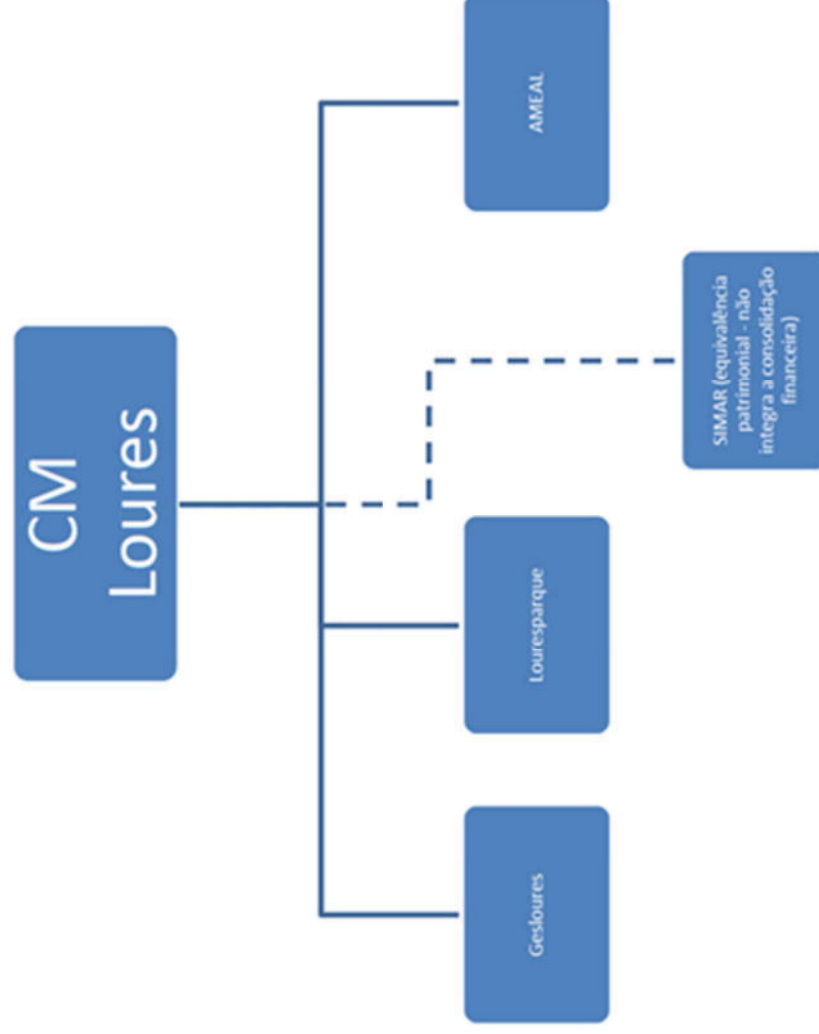 CM
Loures
Gesloures
Louresparque
AMEAL
SIMAR (equivalência
patrimonial - não
integra a consolidação
financeira)